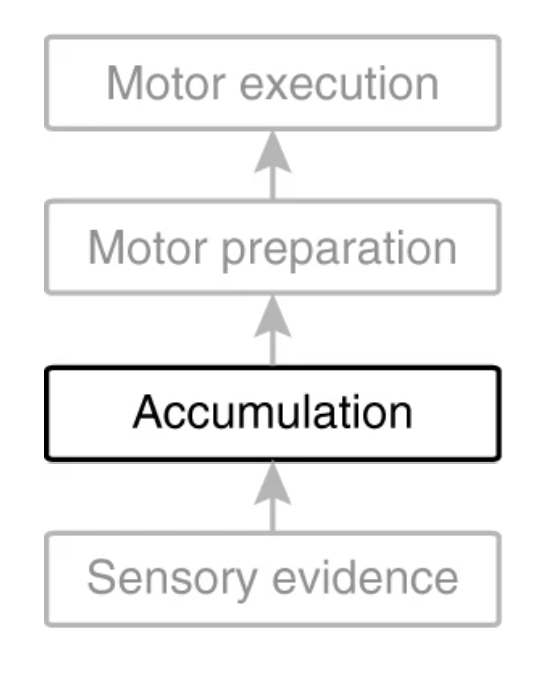 Motor execution
Motor preparation
Accumulation
Sensory evidence